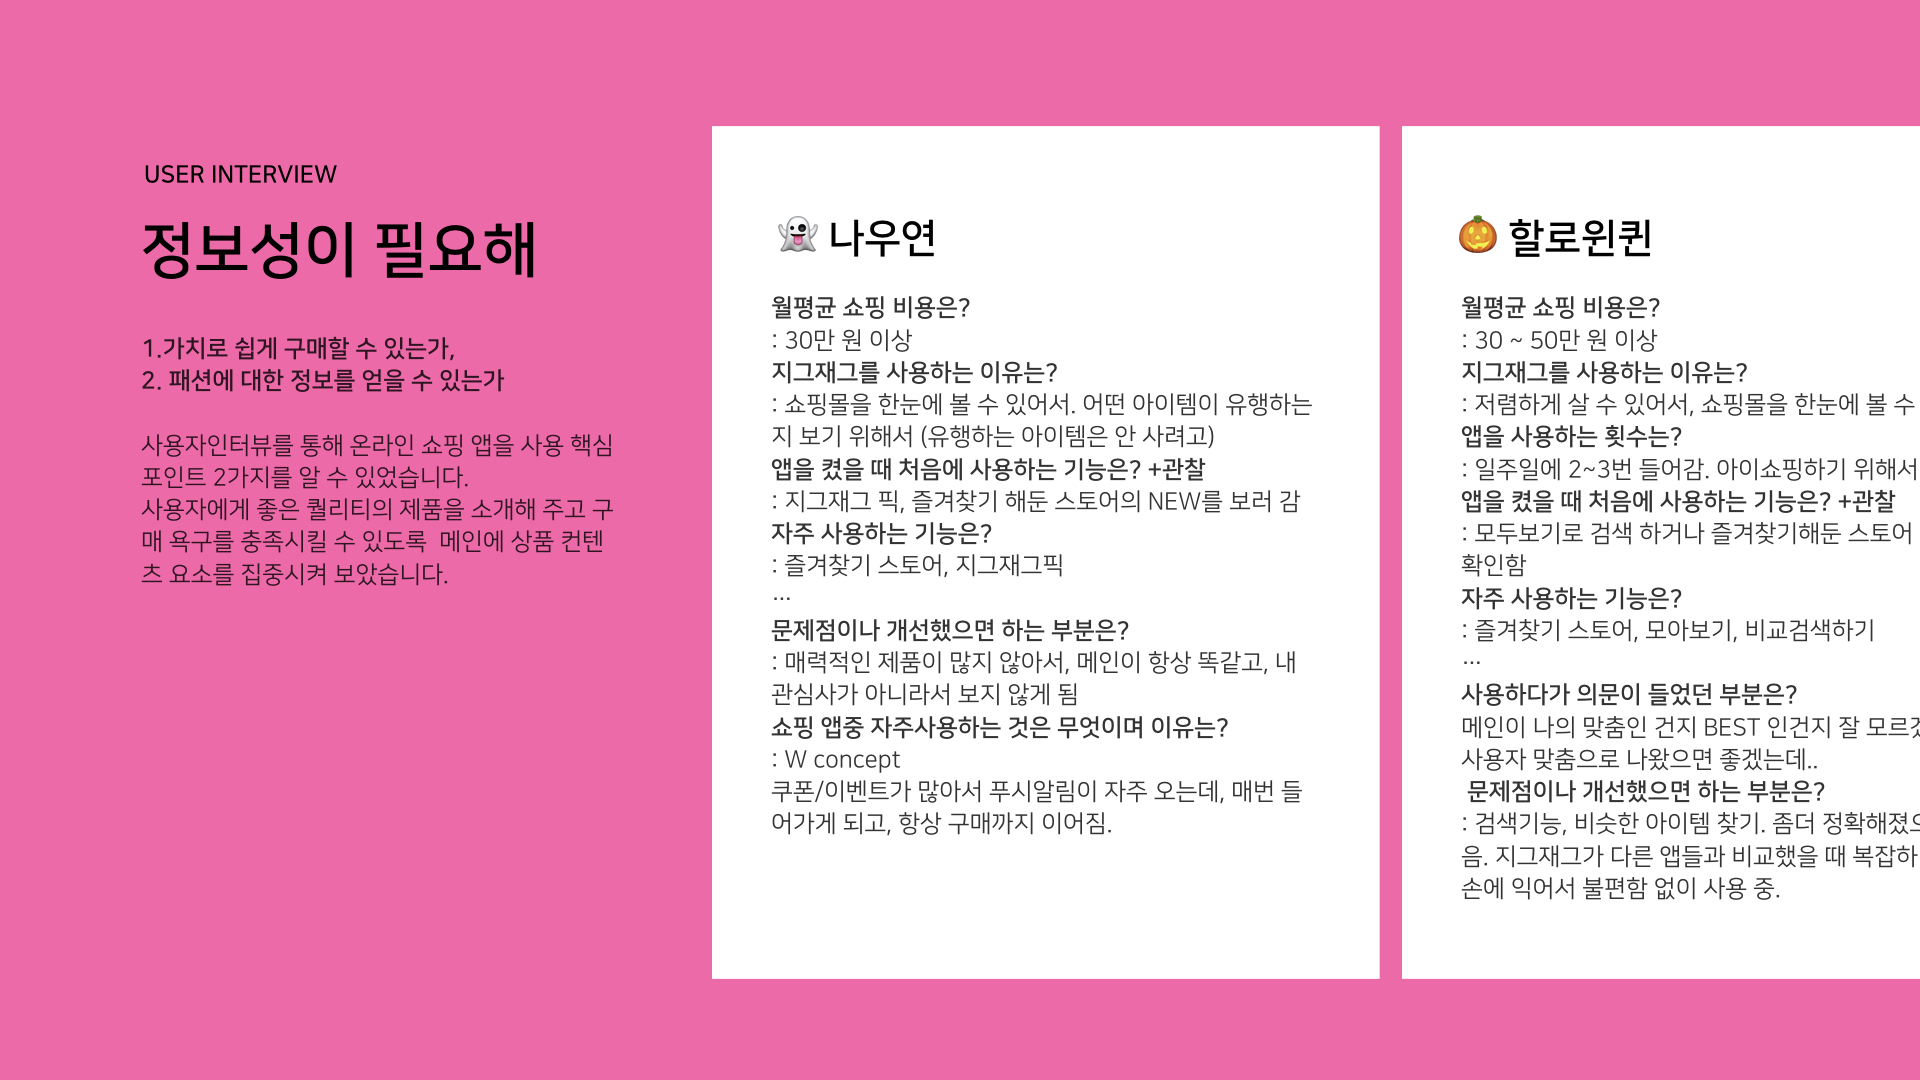 USER INTERVIEW
정보성이 필요해
1.가치로 쉽게 구매할 수 있는가,
2. 패션에 대한 정보를 얻을 수 있는가
사용자인터뷰를 통해 온라인 쇼핑 앱을 사용 핵심
포인트 2가지를 알 수 있었습니다.
사용자에게 좋은 퀄리티의 제품을 소개해 주고 구
매 욕구를 충족시킬 수 있도록 메인에 상품 컨텐
츠 요소를 집중시켜 보았습니다.
나우연
월평균 쇼핑 비용은?
: 30만 원 이상
지그재그를 사용하는 이유는?
: 쇼핑몰을 한눈에 볼 수 있어서. 어떤 아이템이 유행하는
지 보기 위해서 (유행하는 아이템은 안 사려고)
앱을 켰을 때 처음에 사용하는 기능은? +관찰
: 지그재그 픽, 즐겨찾기 해둔 스토어의 NEW를 보러 감
자주 사용하는 기능은?
: 즐겨찾기 스토어, 지그재그픽
...
문제점이나 개선했으면 하는 부분은?
: 매력적인 제품이 많지 않아서, 메인이 항상 똑같고, 내
관심사가 아니라서 보지 않게 됨
쇼핑 앱중 자주사용하는 것은 무엇이며 이유는?
: W concept
쿠폰/이벤트가 많아서 푸시알림이 자주 오는데, 매번 들
어가게 되고, 항상 구매까지 이어짐.
할로윈퀸
월평균 쇼핑 비용은?
: 30 ~ 50만 원 이상
지그재그를 사용하는 이유는?
: 저렴하게 살 수 있어서, 쇼핑몰을 한눈에 볼 수
앱을 사용하는 횟수는?
: 일주일에 2~3번 들어감. 아이쇼핑하기 위해서
앱을 켰을 때 처음에 사용하는 기능은? +관찰
: 모두보기로 검색 하거나 즐겨찾기해둔 스토어
확인함
자주 사용하는 기능은?
: 즐겨찾기 스토어, 모아보기, 비교검색하기
...
사용하다가 의문이 들었던 부분은?
메인이 나의 맞춤인 건지 BEST 인건지 잘 모르겠
사용자 맞춤으로 나왔으면 좋겠는데..
문제점이나 개선했으면 하는 부분은?
: 검색기능, 비슷한 아이템 찾기. 좀더 정확해졌으
음. 지그재그가 다른 앱들과 비교했을 때 복잡하
손에 익어서 불편함 없이 사용 중.